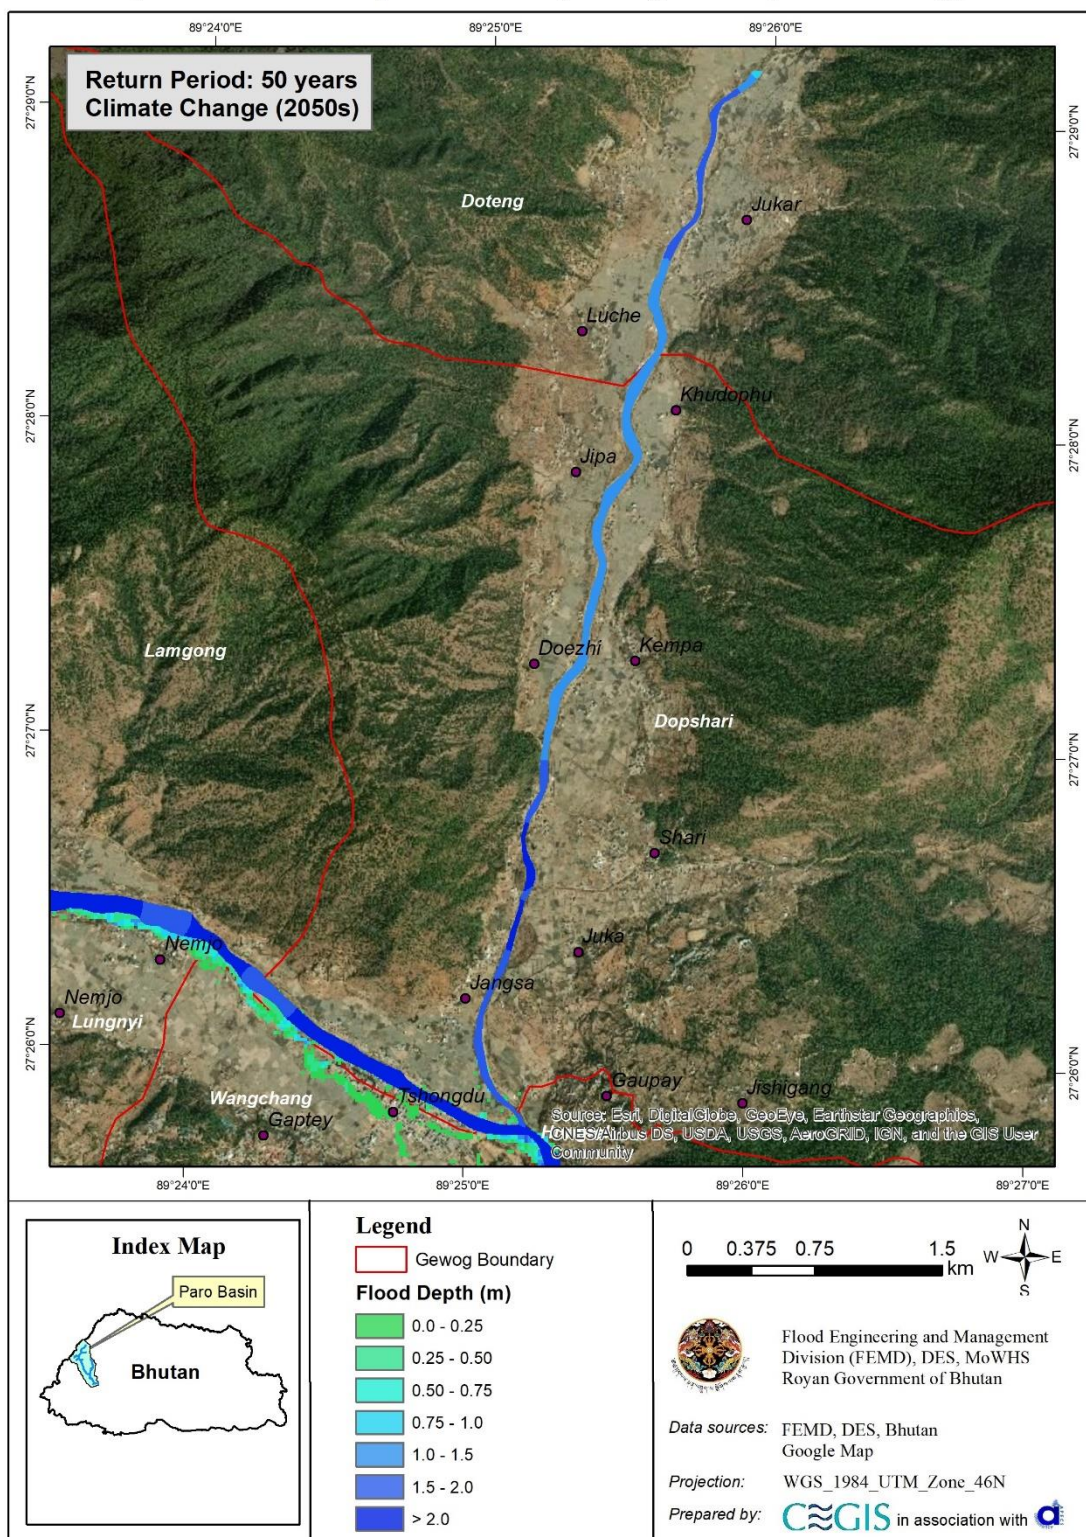 89°24'0"E
89°25'0"E
89°26'0"E
Return Period: 50 years
Climate Change (2050s)
27°29'0"N
27°29'0"N
Doteng
Jukar
Luche
Khudophu
27°28'0"N
27°28'0"N
Jipa
Lamgong
Doezhi
Kempa
Dopshari
27°27'0"N
27°27'0"N
Shari
Nemjo
Juka
Jangsa
Nemjo
Lungnyi
27°26'0"N
27°26'0"N
Gaupay
Jishigang
Wangchang
Tshongdu
Gaptey
Source: Esri, DigitalGlobe, GeoEye, Earthstar Geographics,
CNES/Airbus DS, USDA, USGS, AeroGRID, IGN, and the GIS User
Community
89°24'0"E
89°25'0"E
89°26'0"E
89°27'0"E
Index Map
Paro Basin
Bhutan
Legend
Gewog Boundary
Flood Depth (m)
0.0 - 0.25
0.25 - 0.50
0.50 - 0.75
0.75 - 1.0
1.0 - 1.5
1.5 - 2.0
> 2.0
0 0.375 0.75 1.5
km
N
W E
S
Flood Engineering and Management
Division (FEMD), DES, MoWHS
Royan Government of Bhutan
Data sources: FEMD, DES, Bhutan
Google Map
Projection: WGS_1984_UTM_Zone_46N
Prepared by: CEGIS in association with a